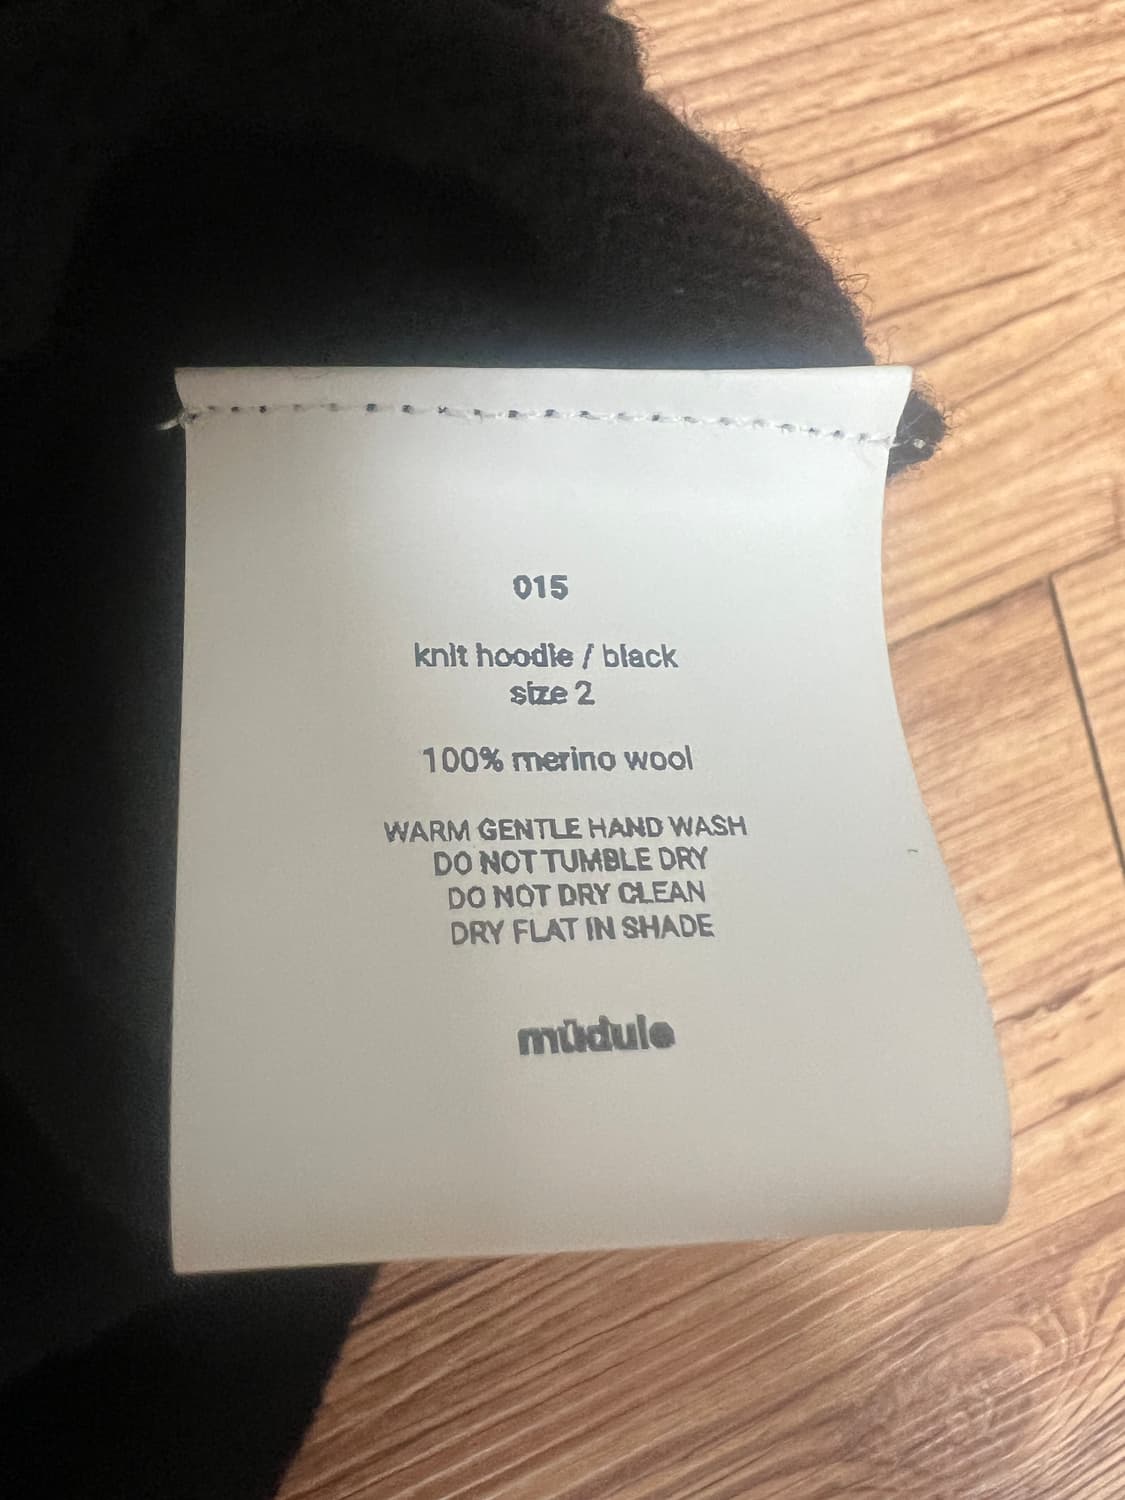 015
knit hoodie / black
size 2
100% merino wool
WARM GENTLE HAND WASH
DO NOT TUMBLE DRY
DO NOT DRY CLEAN
DRY FLAT IN SHADE